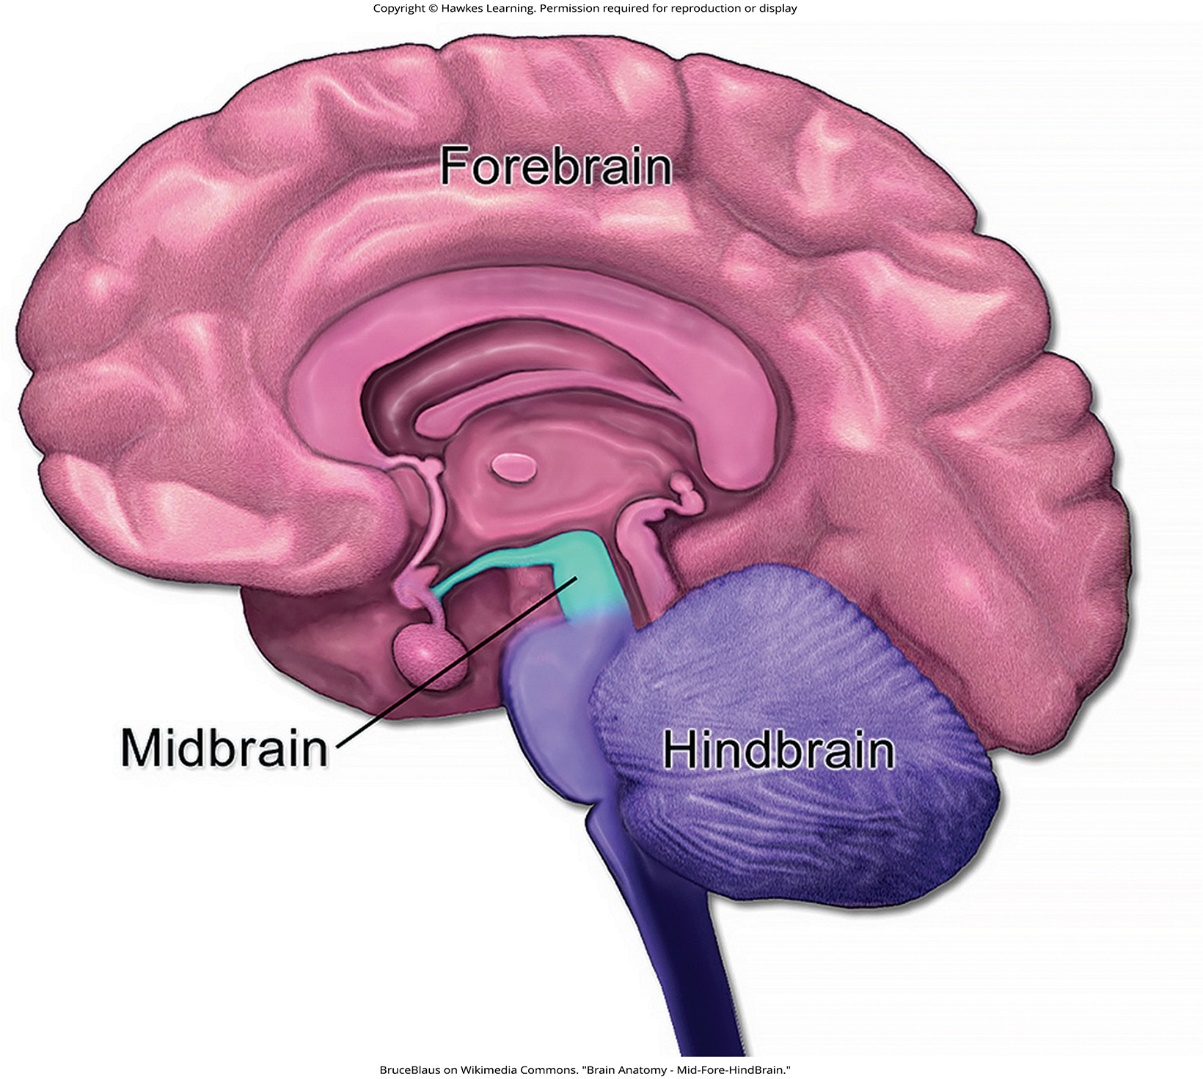 Copyright © Hawkes Learning. Permission required for reproduction or display
Forebrain
Midbrain
Hindbrain
BruceBlaus on Wikimedia Commons. "Brain Anatomy - Mid-Fore-HindBrain."